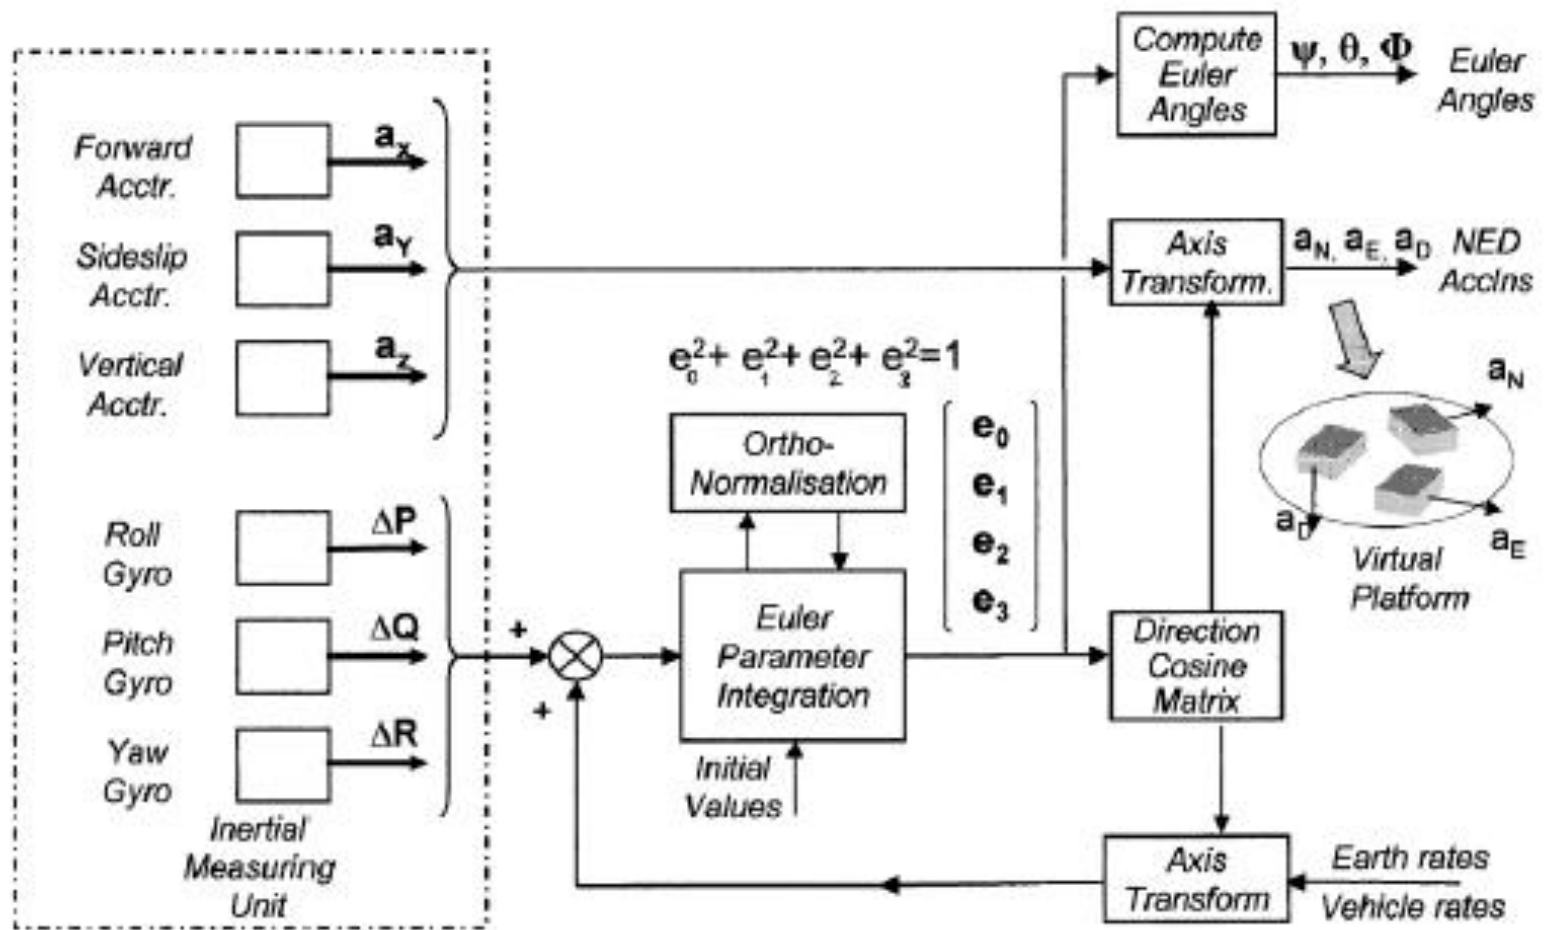 Compute
Euler
Angles
ψ, θ, Φ
Euler
Angles
Forward
Acctr.
aX
Sideslip
Acctr.
aY
Vertical
Acctr.
az
Axis
Transform.
aN, aE, aD
NED
Acclns
e0²+ e1²+ e2²+ e3²=1
Ortho-
Normalisation
e0
e1
e2
e3
aN
aD
aE
Virtual
Platform
Roll
Gyro
ΔP
Pitch
Gyro
ΔQ
Yaw
Gyro
ΔR
+
+
Euler
Parameter
Integration
Initial
Values
Direction
Cosine
Matrix
Inertial
Measuring
Unit
Axis
Transform
Earth rates
Vehicle rates